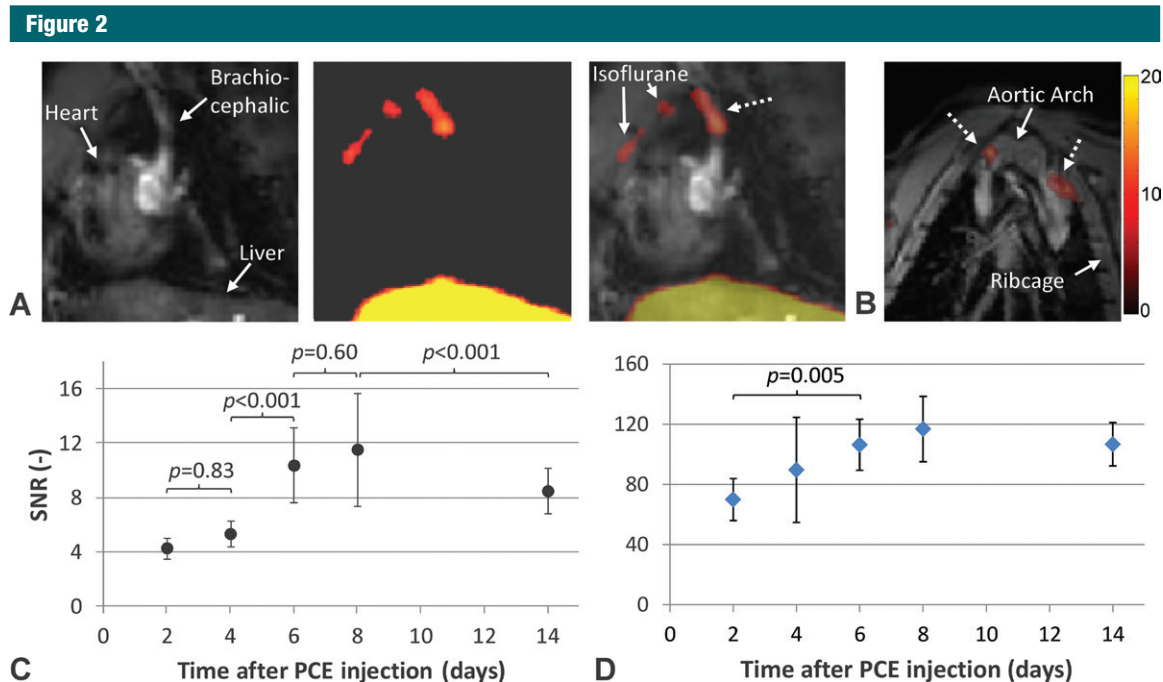 Figure 2
Brachio-
cephalic
Heart
Liver
A
Isoflurane
Aortic Arch
Ribcage
B
20
10
0
p=0.60
p<0.001
p<0.001
p=0.83
16
12
8
4
0
SNR (-)
0 2 4 6 8 10 12 14
Time after PCE injection (days)
C
p=0.005
160
120
80
40
0
0 2 4 6 8 10 12 14
Time after PCE injection (days)
D